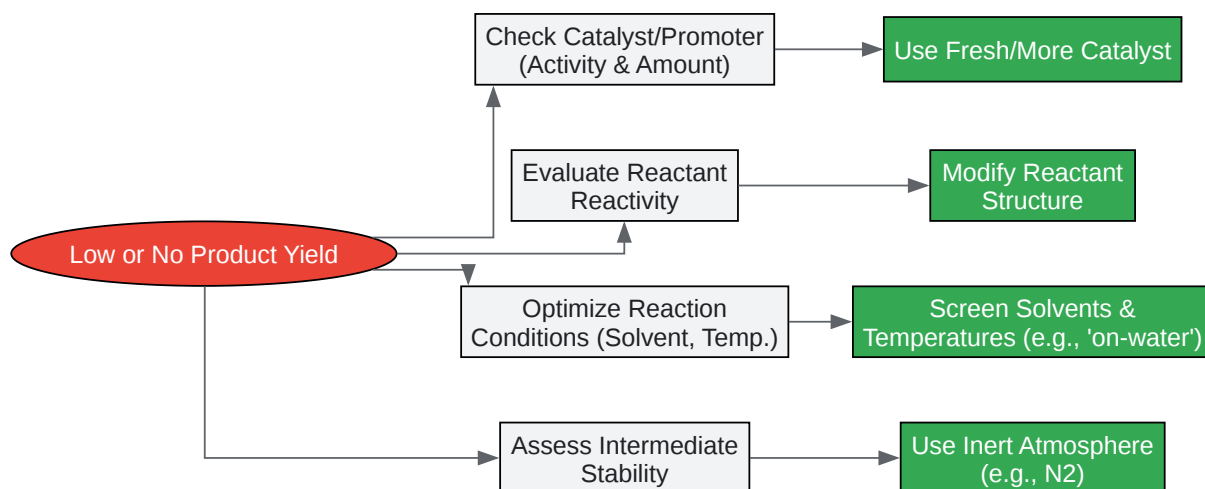 Check Catalyst/Promoter
(Activity & Amount)
Use Fresh/More Catalyst
Evaluate Reactant
Reactivity
Modify Reactant
Structure
Low or No Product Yield
Optimize Reaction
Conditions (Solvent, Temp.)
Screen Solvents &
Temperatures (e.g., 'on-water')
Assess Intermediate
Stability
Use Inert Atmosphere
(e.g., N2)